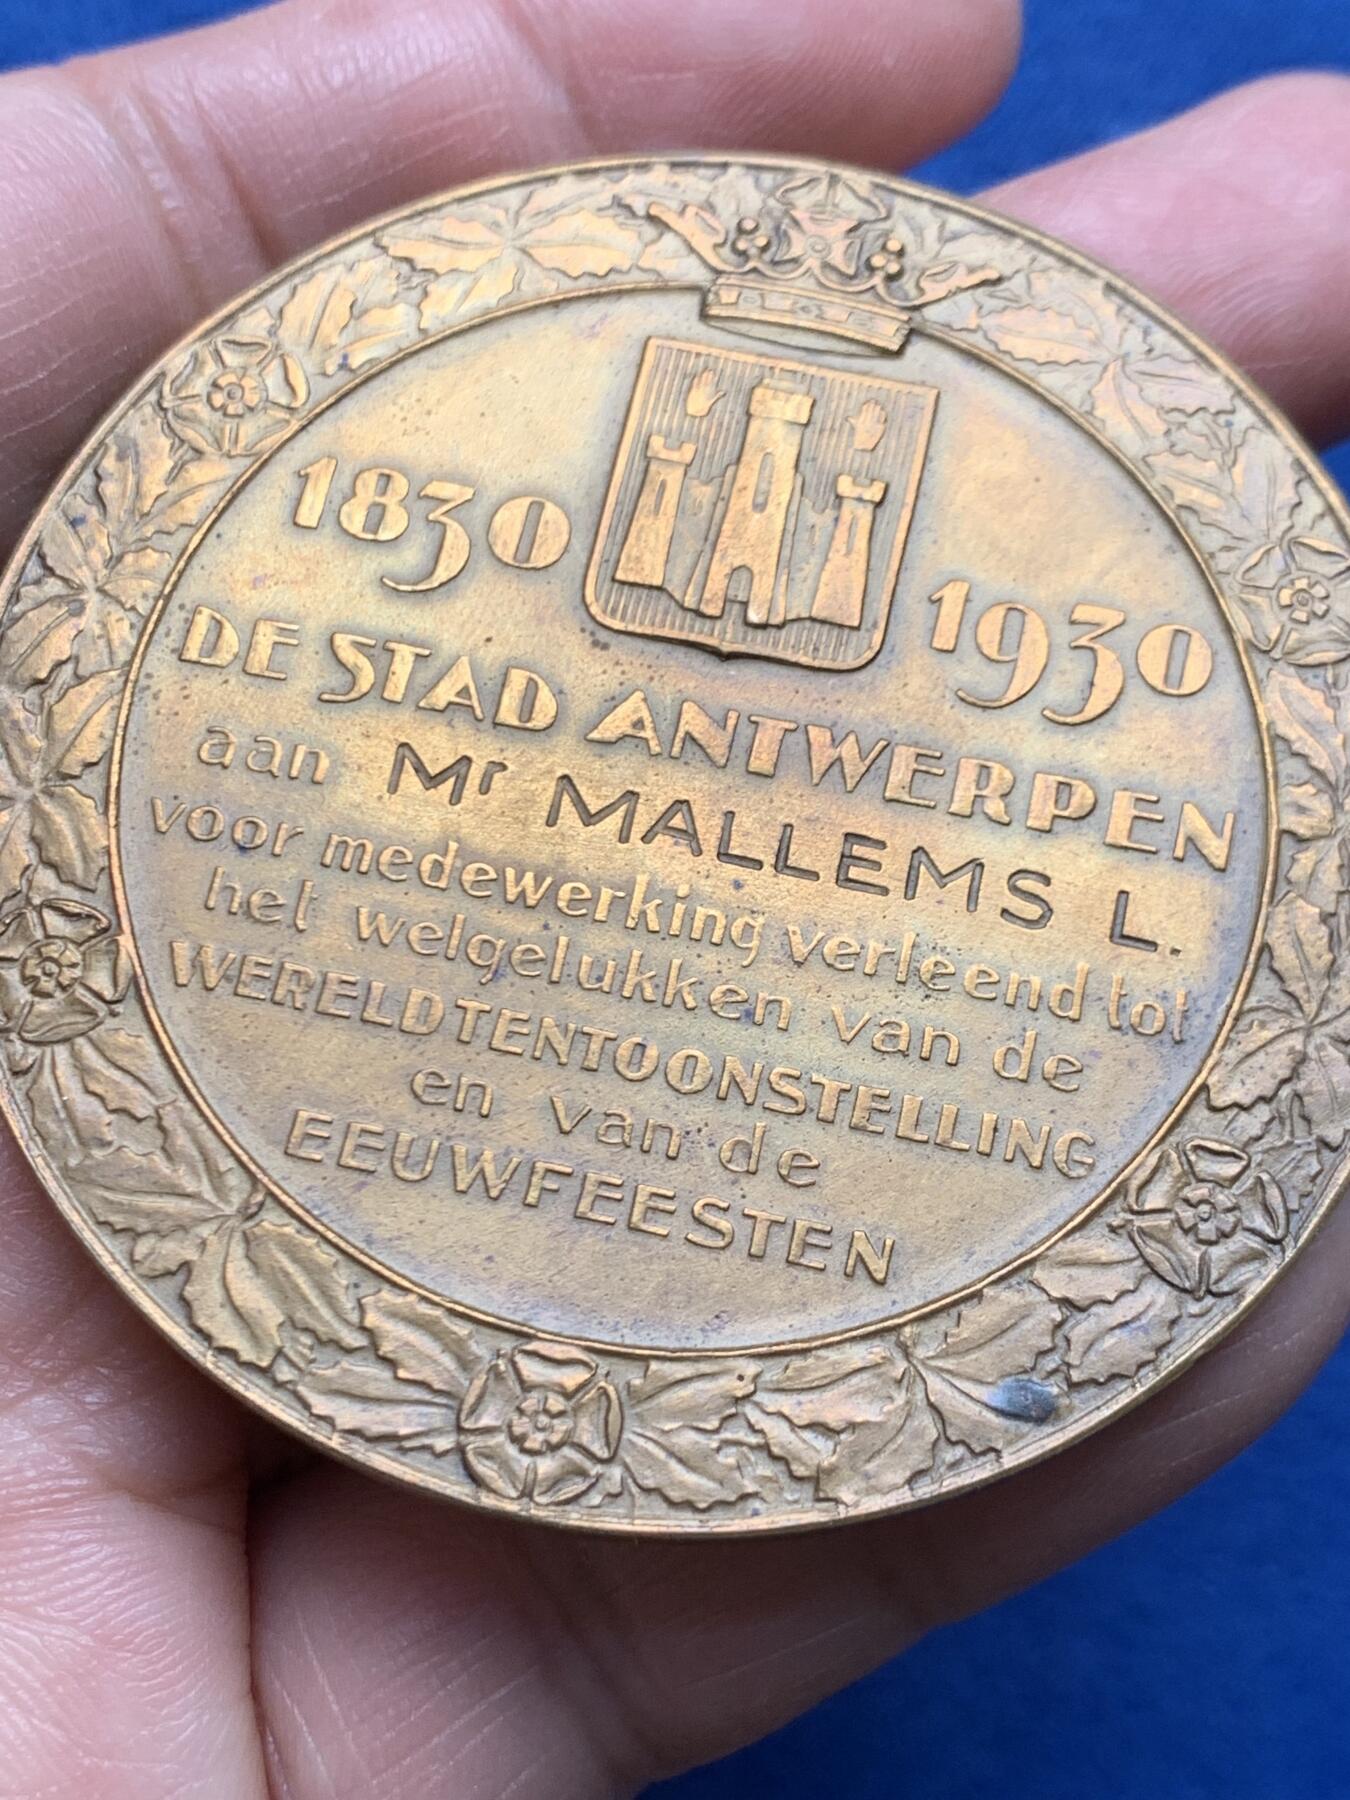 1830 1930
DE STAD ANTWERPEN
aan Mr MALLEMS L.
voor medewerking verleend tot
het welgelukken van de
WERELDTENTOONSTELLING
en van de
EEUWFEESTEN